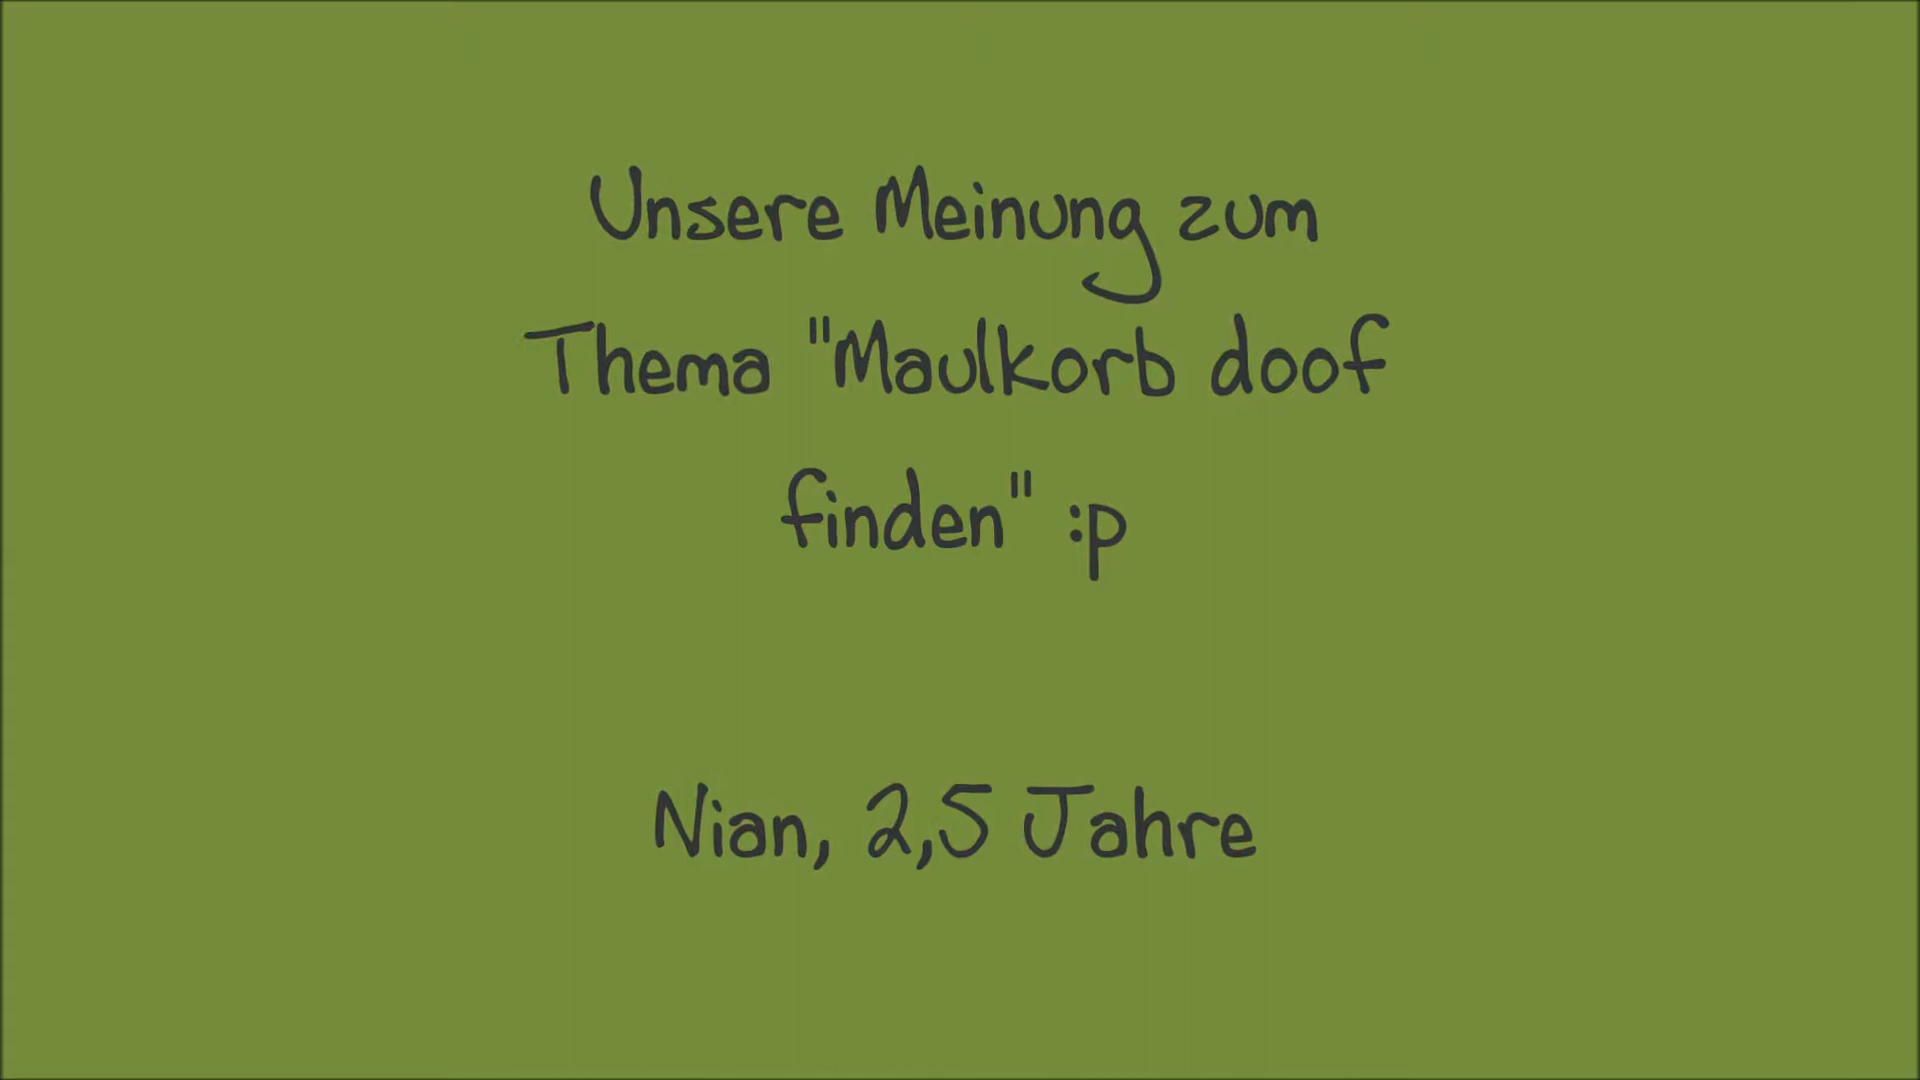 Unsere Meinung zum
Thema "Maulkorb doof
finden" :p
Nian, 2,5 Jahre